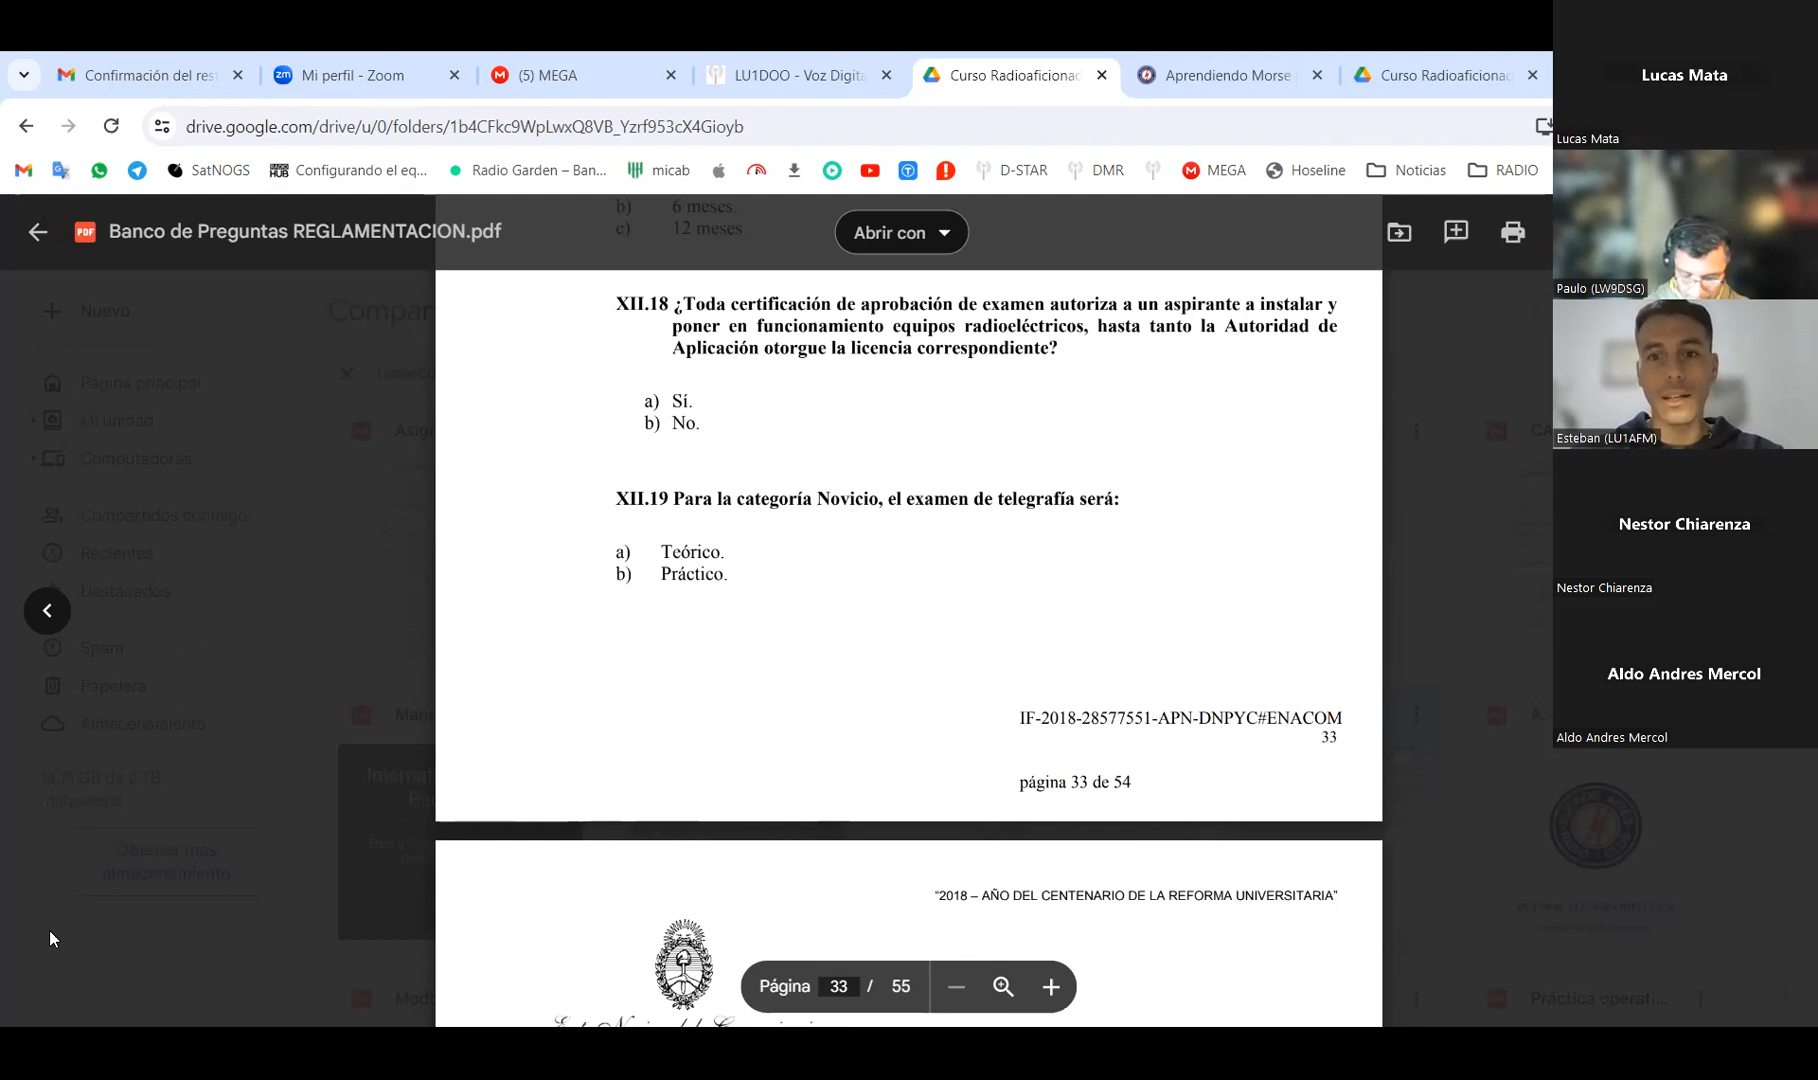 Confirmación del res
Mi perfil - Zoom
(5) MEGA
LU1DOO - Voz Digita
Curso Radioaficionad
Aprendiendo Morse
Curso Radioaficionac
drive.google.com/drive/u/0/folders/1b4CFkc9WpLwxQ8VB_Yzrf953cX4Gioyb
SatNOGS
Configurando el eq...
Radio Garden – Ban...
micab
D-STAR
DMR
MEGA
Hoseline
Noticias
RADIO
Banco de Preguntas REGLAMENTACION.pdf
Abrir con
b) 6 meses.
c) 12 meses.
XII.18 ¿Toda certificación de aprobación de examen autoriza a un aspirante a instalar y
poner en funcionamiento equipos radioeléctricos, hasta tanto la Autoridad de
Aplicación otorgue la licencia correspondiente?
a) Sí.
b) No.
XII.19 Para la categoría Novicio, el examen de telegrafía será:
a) Teórico.
b) Práctico.
IF-2018-28577551-APN-DNPYC#ENACOM
33
página 33 de 54
“2018 – AÑO DEL CENTENARIO DE LA REFORMA UNIVERSITARIA”
Página 33 / 55
Nuevo
Compar
Página principal
Mi unidad
Computadoras
Compartidos conmigo
Recientes
Destacados
Spam
Papelera
Almacenamiento
Obtener más
almacenamiento
Práctica operati...
Lucas Mata
Lucas Mata
Paulo (LW9DSG)
Esteban (LU1AFM)
Nestor Chiarenza
Nestor Chiarenza
Aldo Andres Mercol
Aldo Andres Mercol